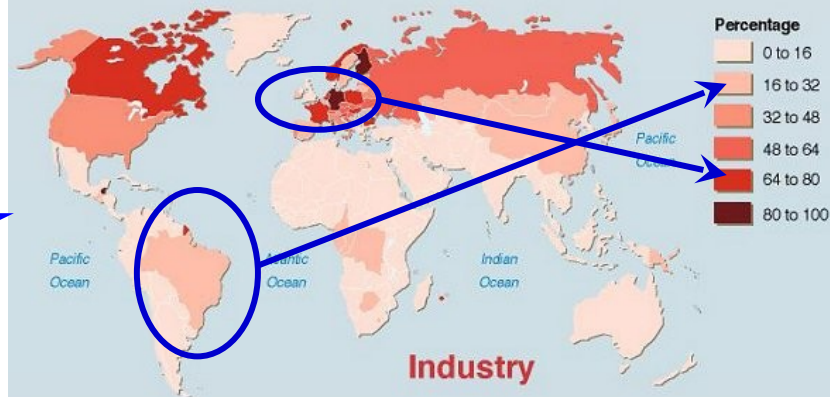 Percentage
0 to 16
16 to 32
32 to 48
48 to 64
64 to 80
80 to 100
Pacific
Ocean
Pacific
Ocean
Atlantic
Ocean
Indian
Ocean
Industry